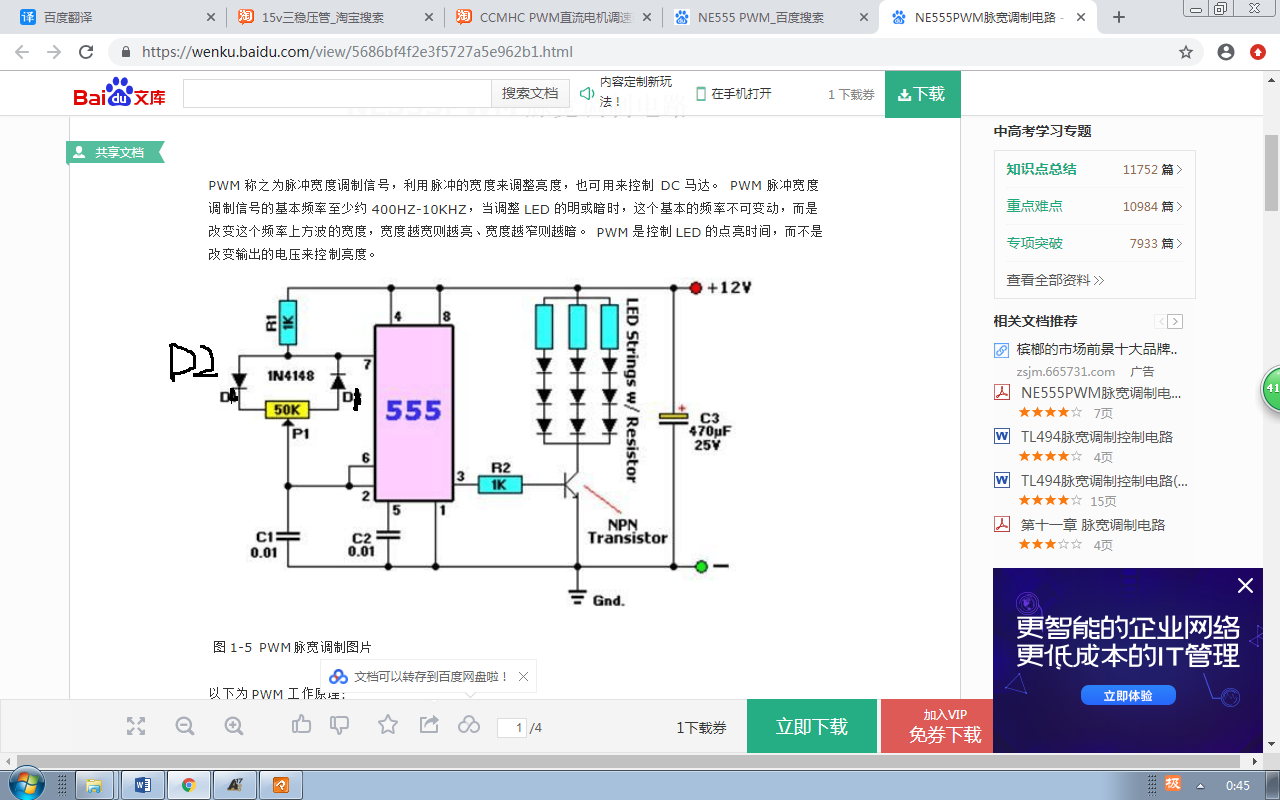 百度翻译
15v三稳压管_淘宝搜索
CCMHC PWM直流电机调速
NE555 PWM_百度搜索
NE555PWM脉宽调制电路 -
https://wenku.baidu.com/view/5686bf4f2e3f5727a5e962b1.html
Bai du 文库
搜索文档
内容定制新玩
法！
在手机打开
1 下载券
下载
共享文档
PWM 称之为脉冲宽度调制信号，利用脉冲的宽度来调整亮度，也可用来控制 DC 马达。 PWM 脉冲宽度
调制信号的基本频率至少约 400HZ-10KHZ，当调整 LED 的明或暗时，这个基本的频率不可变动，而是
改变这个频率上方波的宽度，宽度越宽则越亮、宽度越窄则越暗。 PWM 是控制 LED 的点亮时间，而不是
改变输出的电压来控制亮度。
+12V
R1
1K
4
8
LED Strings w/ Resistor
D2
7
1N4148
50K
P1
555
C3
470µF
25V
6
2
3
R2
1K
5
1
NPN
Transistor
C1
0.01
C2
0.01
Gnd.
图 1-5 PWM 脉宽调制图片
文档可以转存到百度网盘啦！
以下为 PWM 工作原理：
1 /4
1下载券
立即下载
加入VIP
免券下载
中高考学习专题
知识点总结 11752 篇
重点难点 10984 篇
专项突破 7933 篇
查看全部资料
相关文档推荐
槟榔的市场前景十大品牌..
zsjm.665731.com 广告
NE555PWM脉宽调制电...
7页
TL494脉宽调制控制电路
4页
TL494脉宽调制控制电路(...
15页
第十一章 脉宽调制电路
4页
41
更智能的企业网络
更低成本的IT管理
立即体验
极
0:45